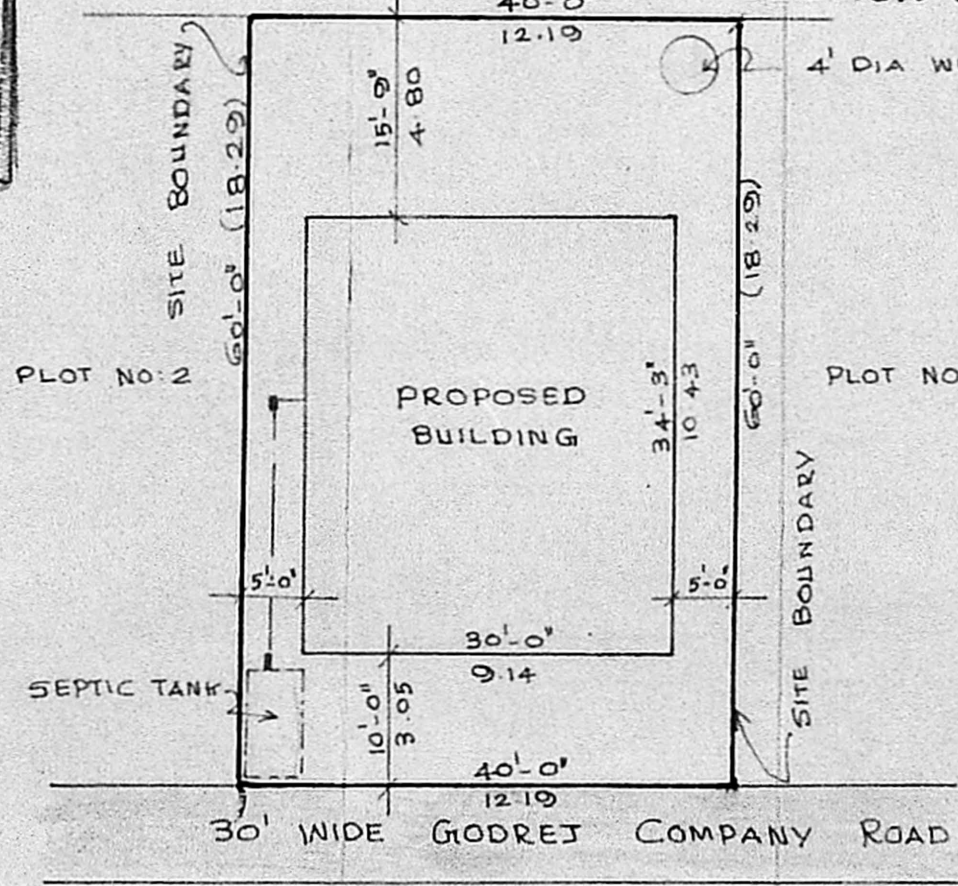 40'-0"
12.19
4' DIA
15'-9"
4.80
SITE BOUNDARY
60'-0" (18.29)
60'-0" (18.29)
PLOT NO:2
PLOT NO
PROPOSED
BUILDING
34'-3"
10.43
SITE BOUNDARY
5'-0"
5'-0"
30'-0"
9.14
SEPTIC TANK
10'-0"
3.05
40'-0"
12.19
30' WIDE GODREJ COMPANY ROAD